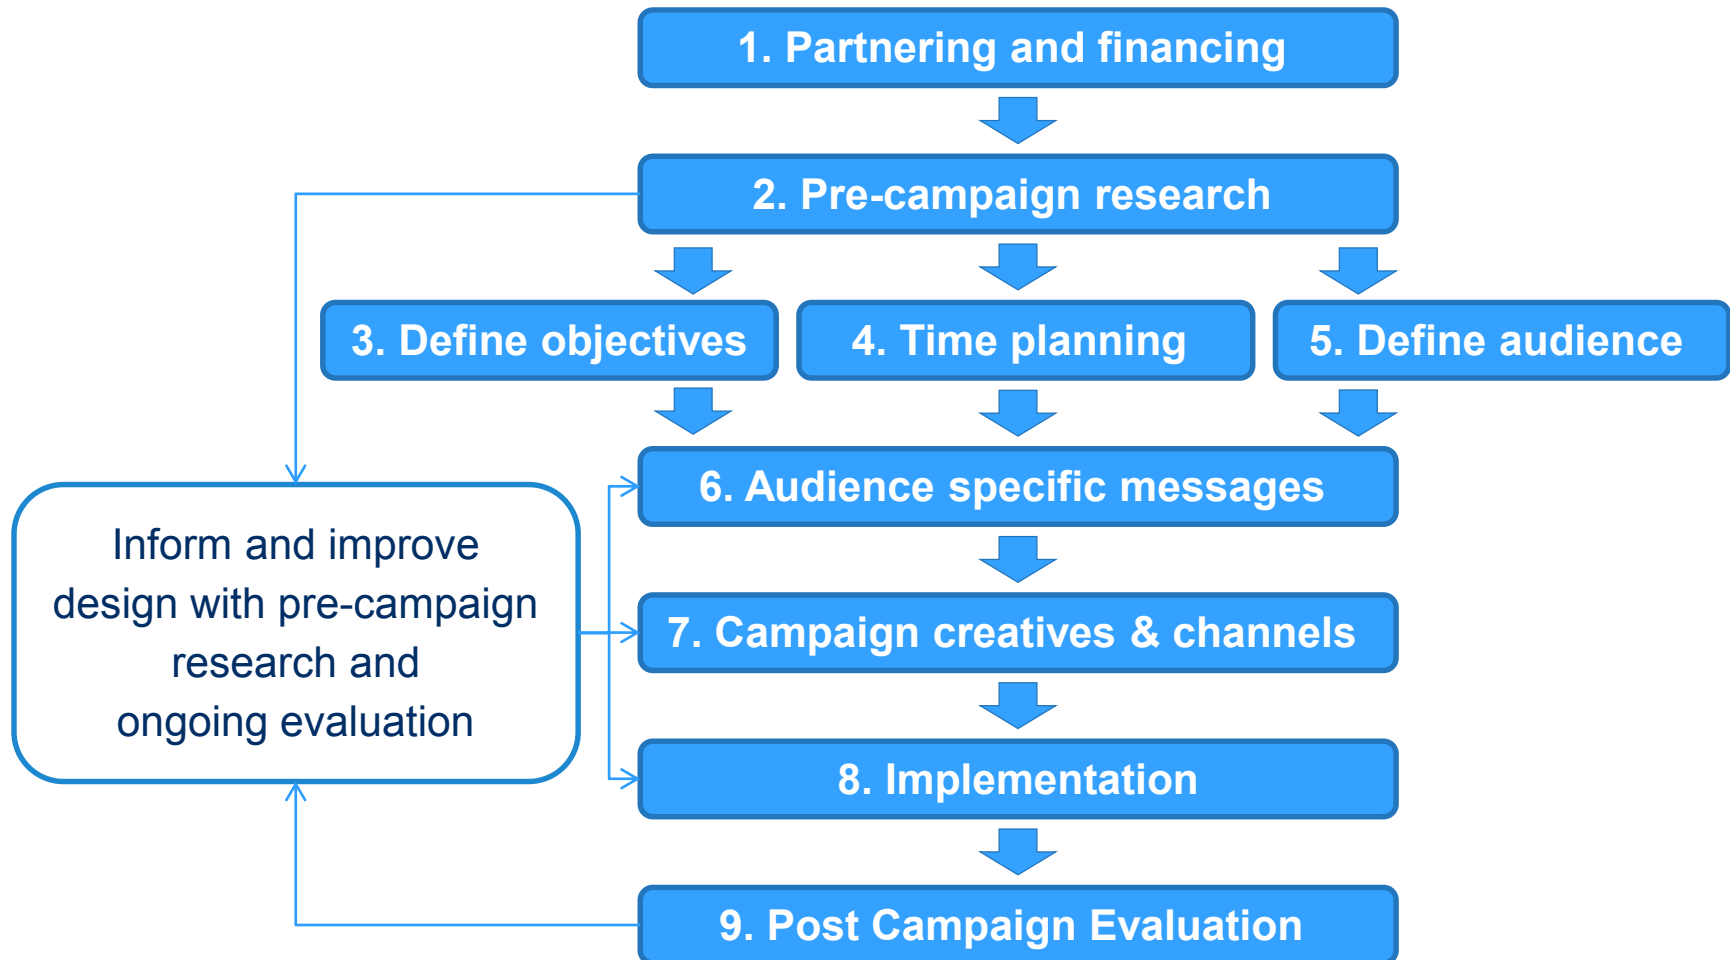 1. Partnering and financing
2. Pre-campaign research
3. Define objectives
4. Time planning
5. Define audience
6. Audience specific messages
Inform and improve
design with pre-campaign
research and
ongoing evaluation
7. Campaign creatives & channels
8. Implementation
9. Post Campaign Evaluation